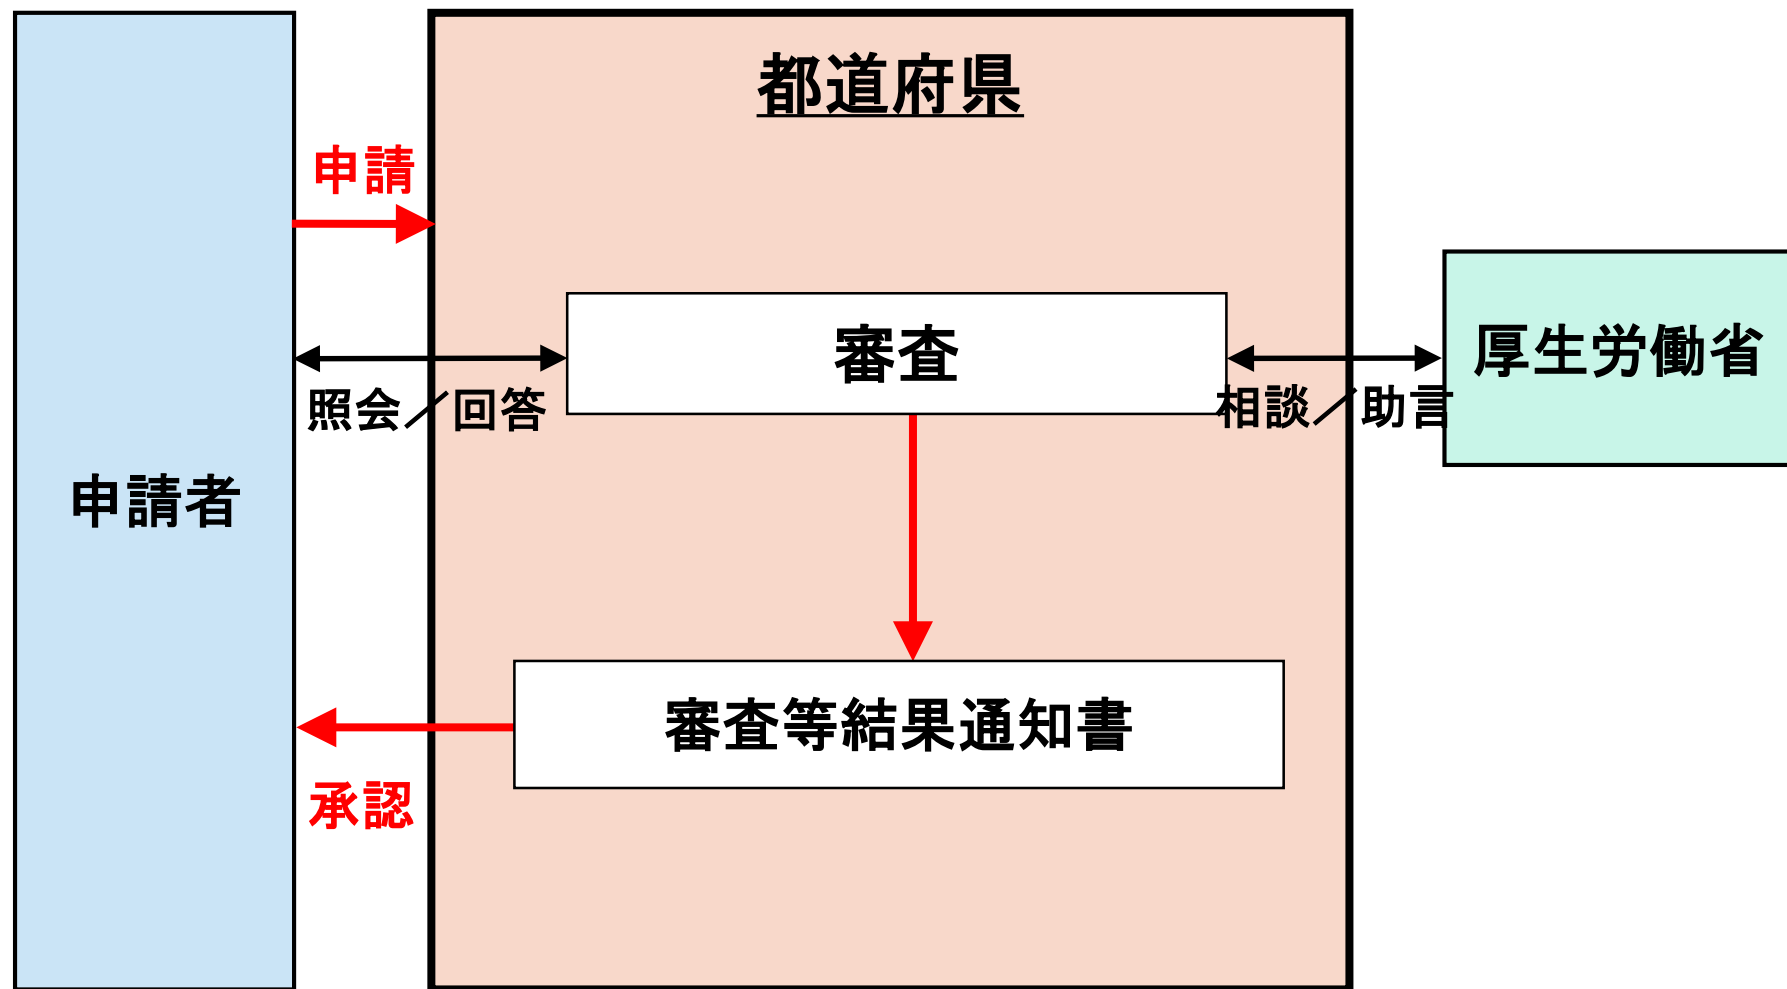 都道府県
申請
審査
厚生労働省
照会／回答
相談／助言
申請者
審査等結果通知書
承認